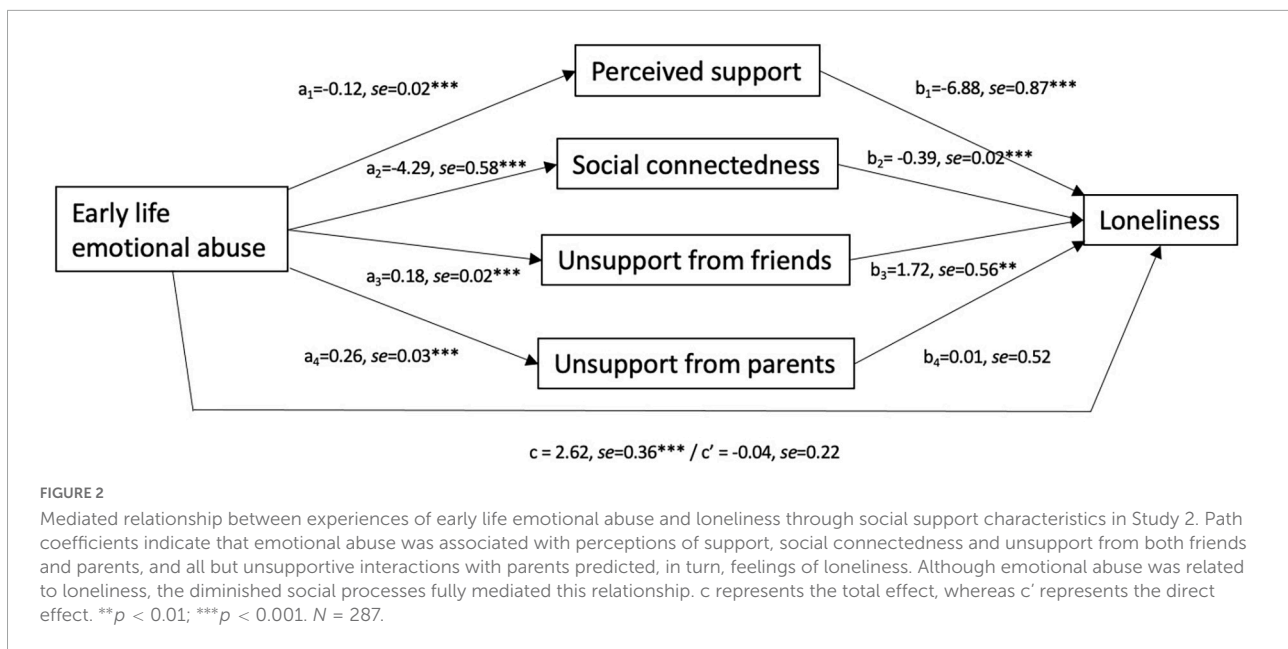 Perceived support
a₁=-0.12, se=0.02***
b₁=-6.88, se=0.87***
a₂=-4.29, se=0.58***
Social connectedness
b₂= -0.39, se=0.02***
Early life
emotional abuse
Loneliness
Unsupport from friends
a₃=0.18, se=0.02***
b₃=1.72, se=0.56**
a₄=0.26, se=0.03***
Unsupport from parents
b₄=0.01, se=0.52
c = 2.62, se=0.36*** / c’ = -0.04, se=0.22
FIGURE 2
Mediated relationship between experiences of early life emotional abuse and loneliness through social support characteristics in Study 2. Path
coefficients indicate that emotional abuse was associated with perceptions of support, social connectedness and unsupport from both friends
and parents, and all but unsupportive interactions with parents predicted, in turn, feelings of loneliness. Although emotional abuse was related
to loneliness, the diminished social processes fully mediated this relationship. c represents the total effect, whereas c’ represents the direct
effect. **p < 0.01; ***p < 0.001. N = 287.